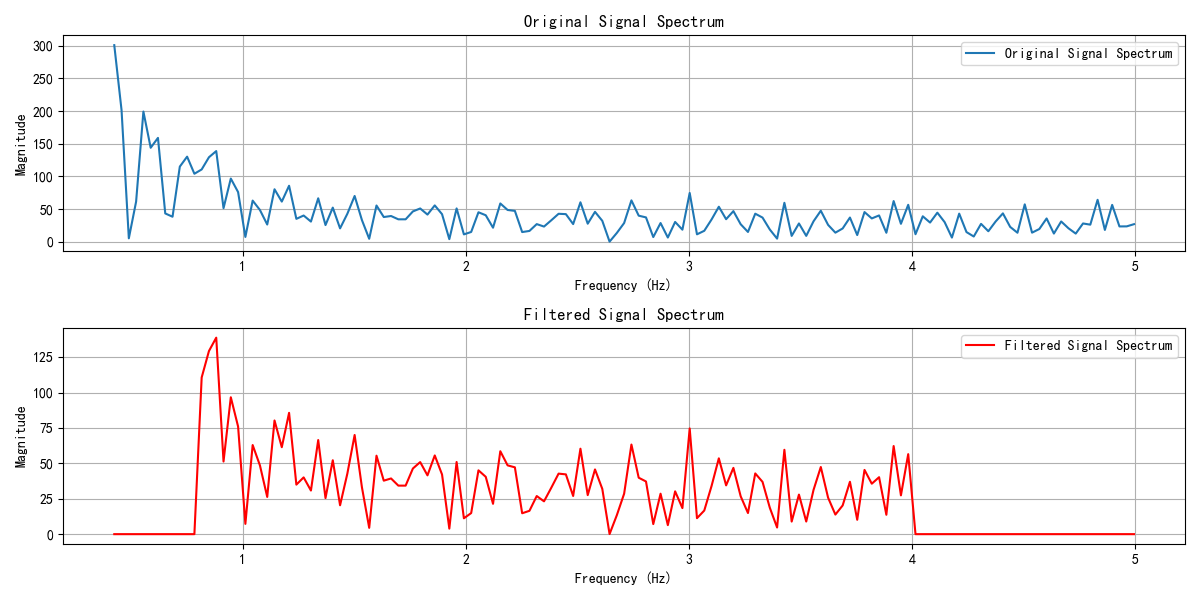 Original Signal Spectrum
Original Signal Spectrum
Magnitude
300
250
200
150
100
50
0
1 2 3 4 5
Frequency (Hz)
Filtered Signal Spectrum
Filtered Signal Spectrum
Magnitude
125
100
75
50
25
0
1 2 3 4 5
Frequency (Hz)